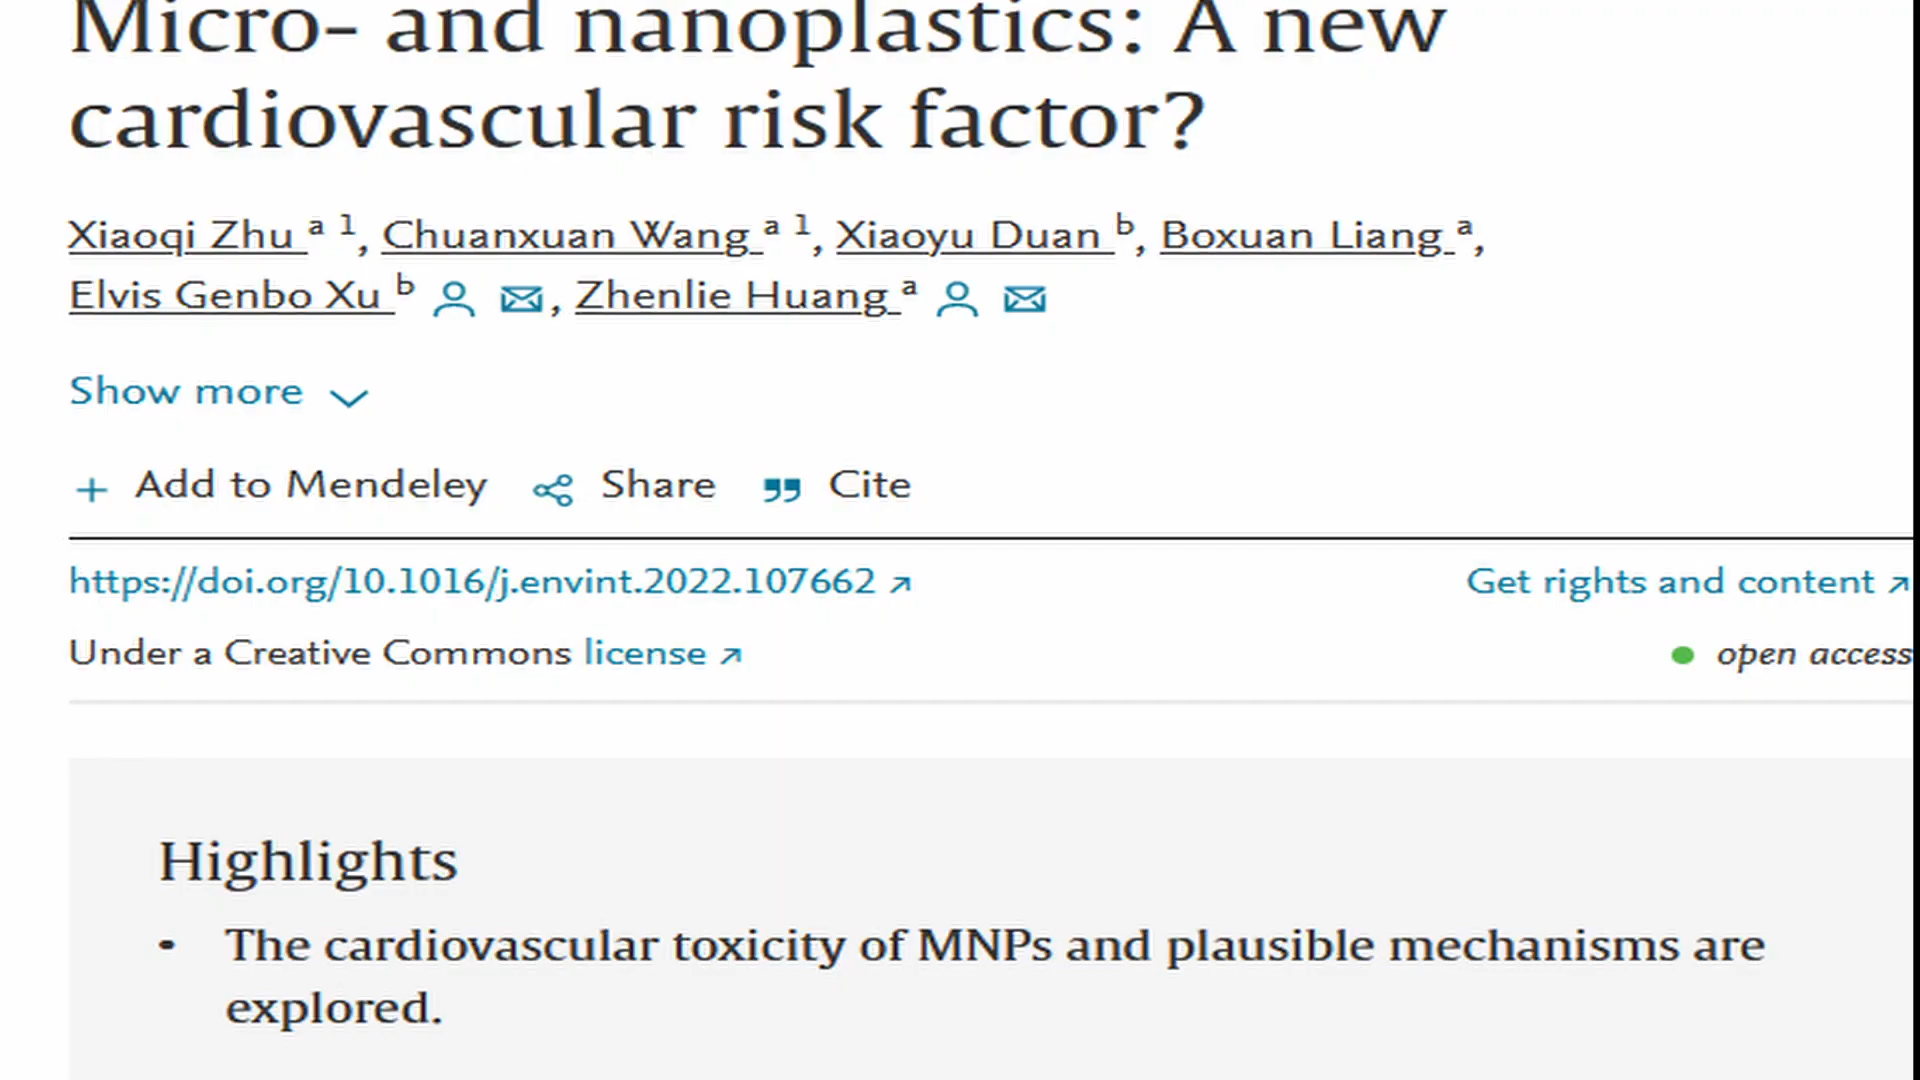 Micro- and nanoplastics: A new
cardiovascular risk factor?
Xiaoqi Zhu a 1, Chuanxuan Wang a 1, Xiaoyu Duan b, Boxuan Liang a,
Elvis Genbo Xu b, Zhenlie Huang a
Show more
+ Add to Mendeley Share Cite
https://doi.org/10.1016/j.envint.2022.107662 ↗ Get rights and content ↗
Under a Creative Commons license ↗ ● open access
Highlights
• The cardiovascular toxicity of MNPs and plausible mechanisms are
explored.